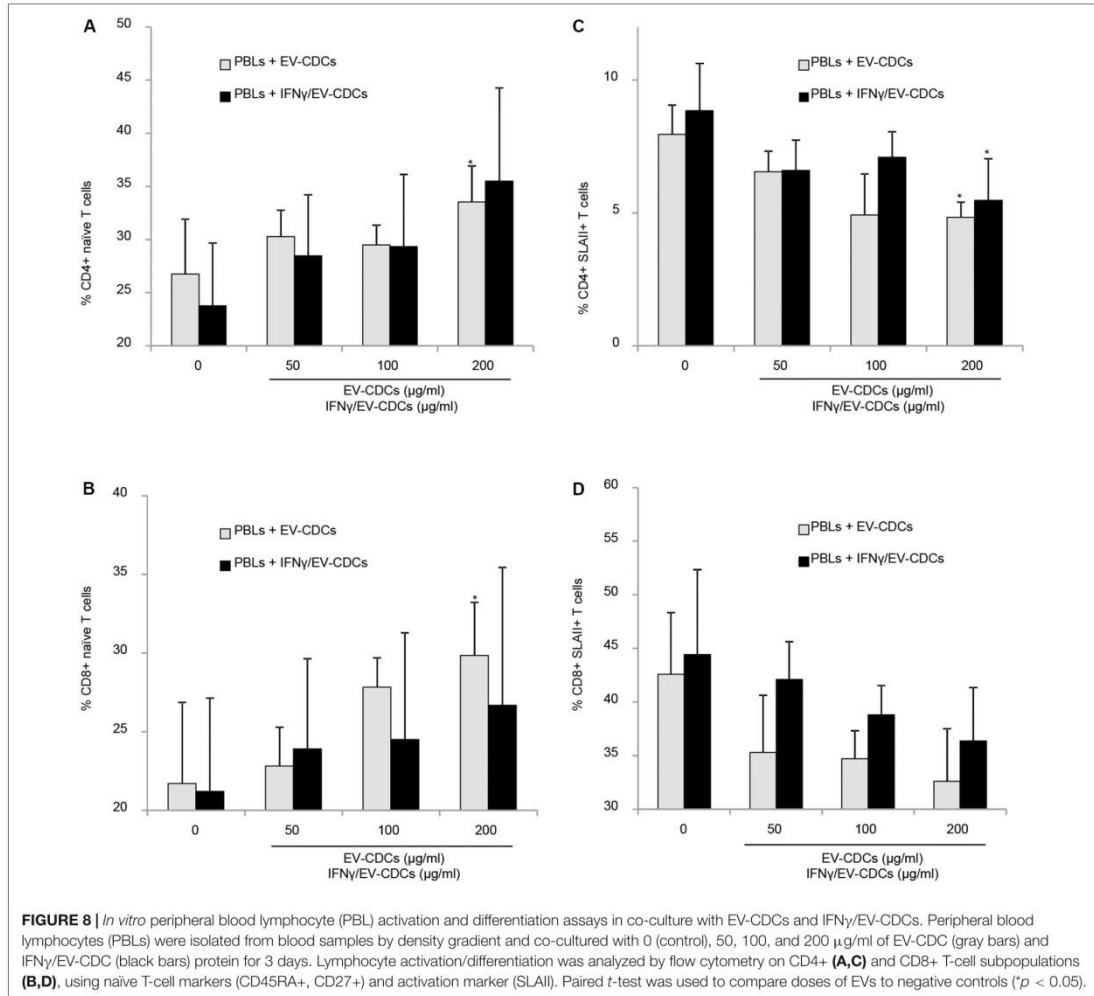 A
50
45
40
35
30
25
20
% CD4+ naïve T cells
PBLs + EV-CDCs
PBLs + IFNγ/EV-CDCs
*
0
50
100
200
EV-CDCs (µg/ml)
IFNγ/EV-CDCs (µg/ml)
C
10
5
0
% CD4+ SLAII+ T cells
PBLs + EV-CDCs
PBLs + IFNγ/EV-CDCs
*
*
0
50
100
200
EV-CDCs (µg/ml)
IFNγ/EV-CDCs (µg/ml)
B
40
35
30
25
20
% CD8+ naïve T cells
PBLs + EV-CDCs
PBLs + IFNγ/EV-CDCs
*
0
50
100
200
EV-CDCs (µg/ml)
IFNγ/EV-CDCs (µg/ml)
D
60
55
50
45
40
35
30
% CD8+ SLAII+ T cells
PBLs + EV-CDCs
PBLs + IFNγ/EV-CDCs
0
50
100
200
EV-CDCs (µg/ml)
IFNγ/EV-CDCs (µg/ml)
FIGURE 8 | In vitro peripheral blood lymphocyte (PBL) activation and differentiation assays in co-culture with EV-CDCs and IFNγ/EV-CDCs. Peripheral blood
lymphocytes (PBLs) were isolated from blood samples by density gradient and co-cultured with 0 (control), 50, 100, and 200 µg/ml of EV-CDC (gray bars) and
IFNγ/EV-CDC (black bars) protein for 3 days. Lymphocyte activation/differentiation was analyzed by flow cytometry on CD4+ (A,C) and CD8+ T-cell subpopulations
(B,D), using naïve T-cell markers (CD45RA+, CD27+) and activation marker (SLAII). Paired t-test was used to compare doses of EVs to negative controls (*p < 0.05).